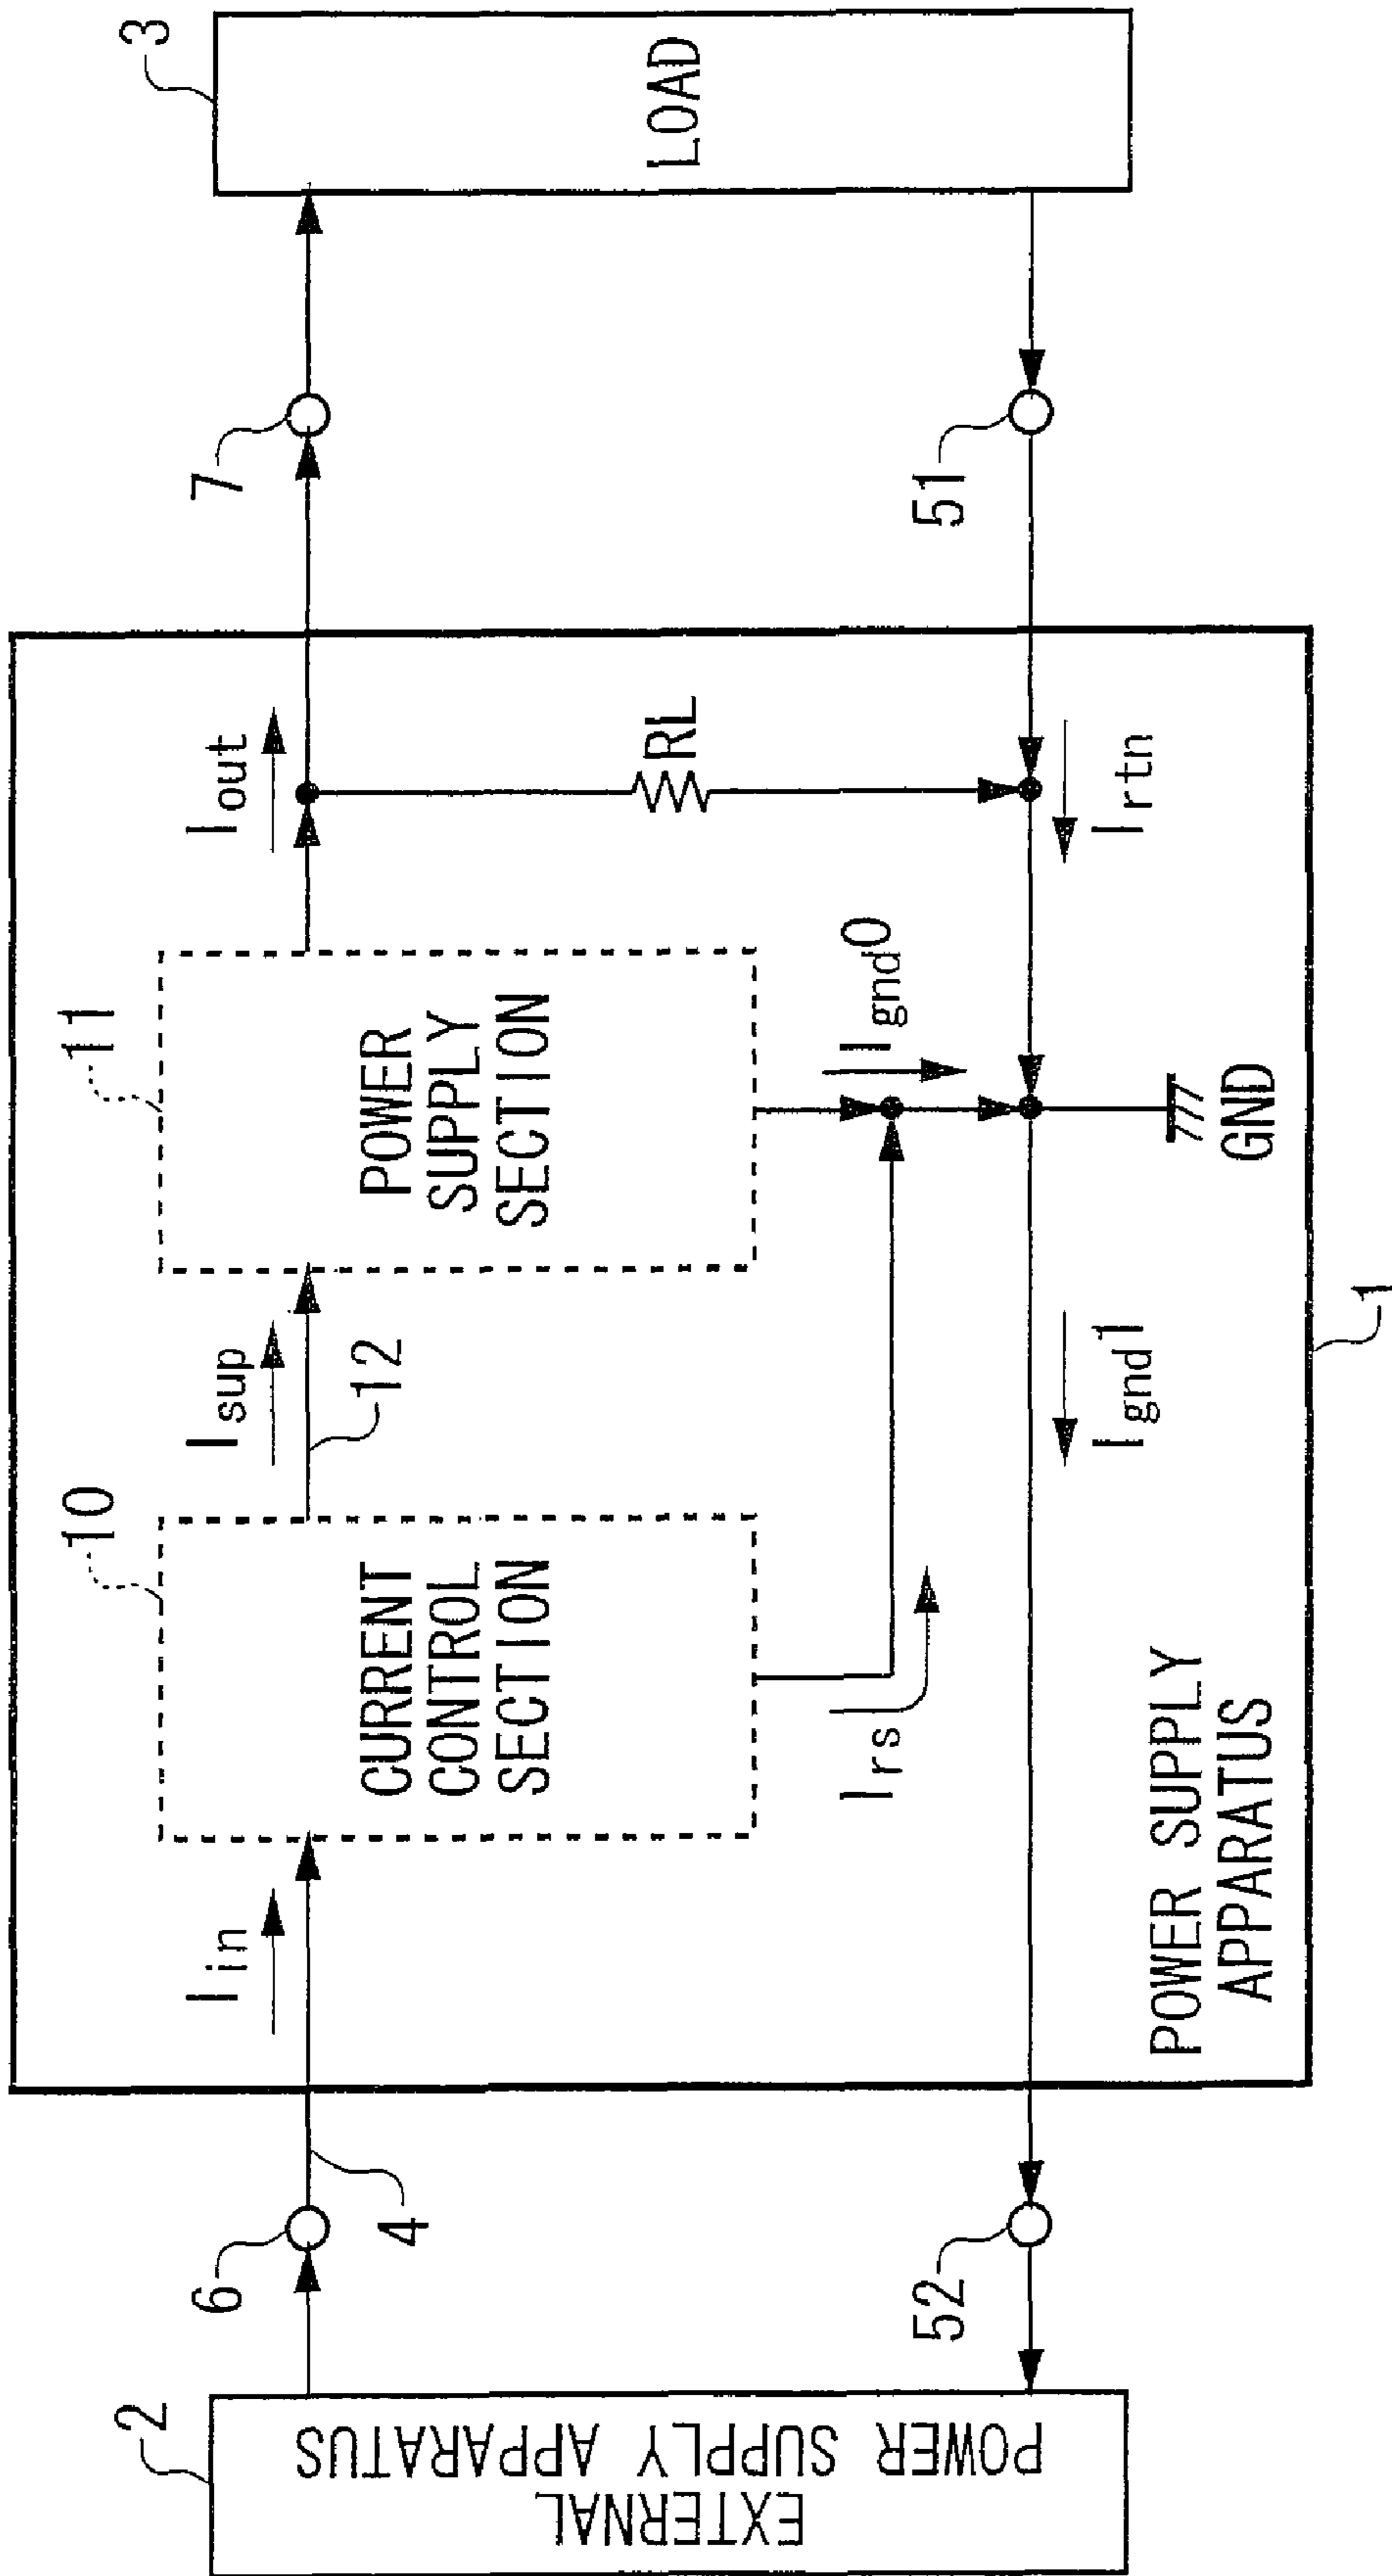 2
EXTERNAL
POWER SUPPLY APPARATUS
6
4
52
I_in
10
CURRENT
CONTROL
SECTION
I_sup
12
I_rs
11
POWER
SUPPLY
SECTION
I_gnd0
I_gnd1
GND
I_out
RL
I_rtn
POWER SUPPLY
APPARATUS
1
7
51
3
LOAD